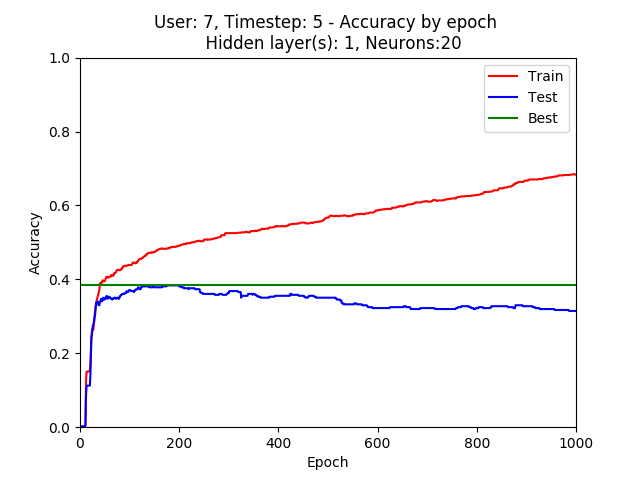 User: 7, Timestep: 5 - Accuracy by epoch
Hidden layer(s): 1, Neurons:20
1.0
0.8
0.6
0.4
0.2
0.0
Accuracy
Train
Test
Best
0 200 400 600 800 1000
Epoch